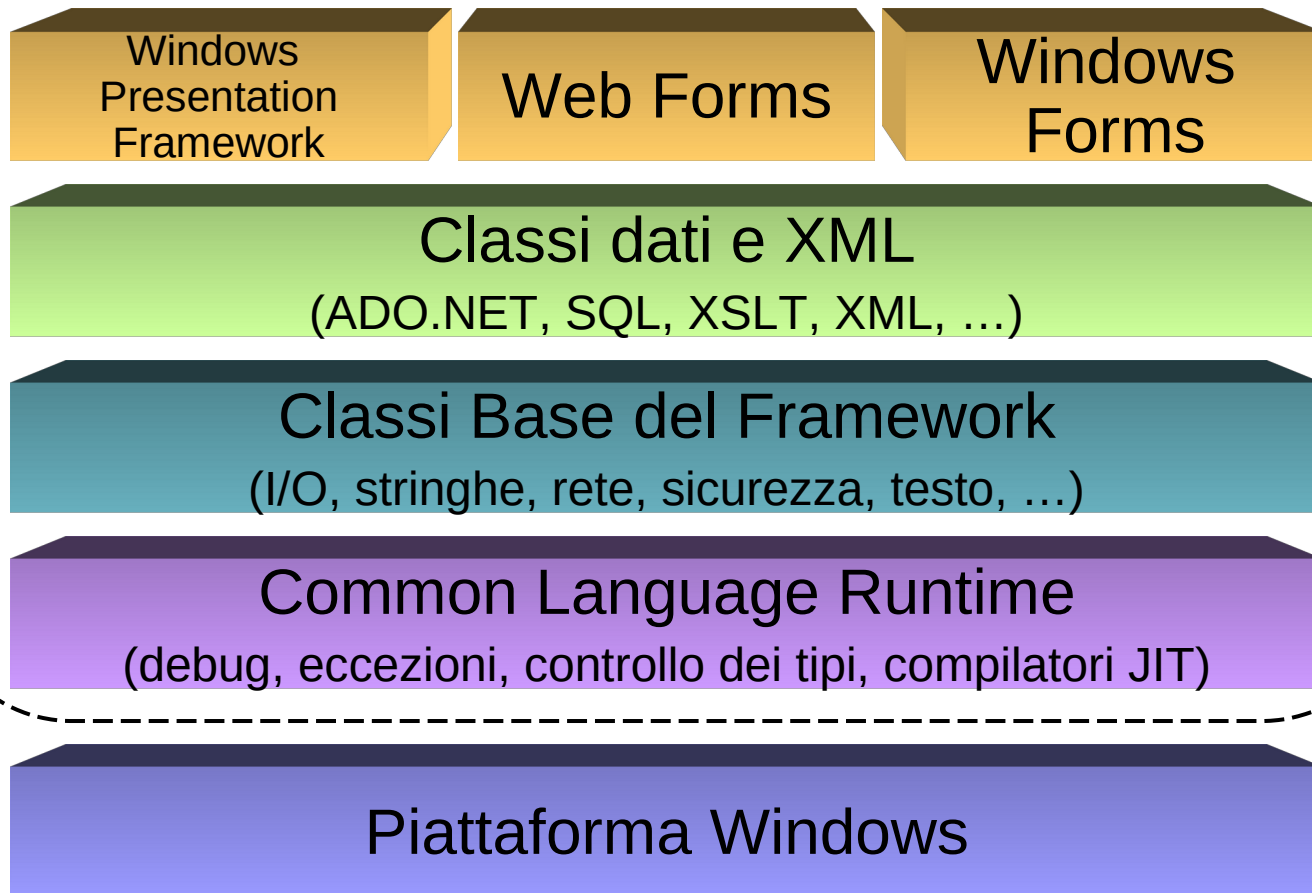 Windows
Presentation
Framework
Web Forms
Windows
Forms
Classi dati e XML
(ADO.NET, SQL, XSLT, XML, …)
Classi Base del Framework
(I/O, stringhe, rete, sicurezza, testo, …)
Common Language Runtime
(debug, eccezioni, controllo dei tipi, compilatori JIT)
Piattaforma Windows